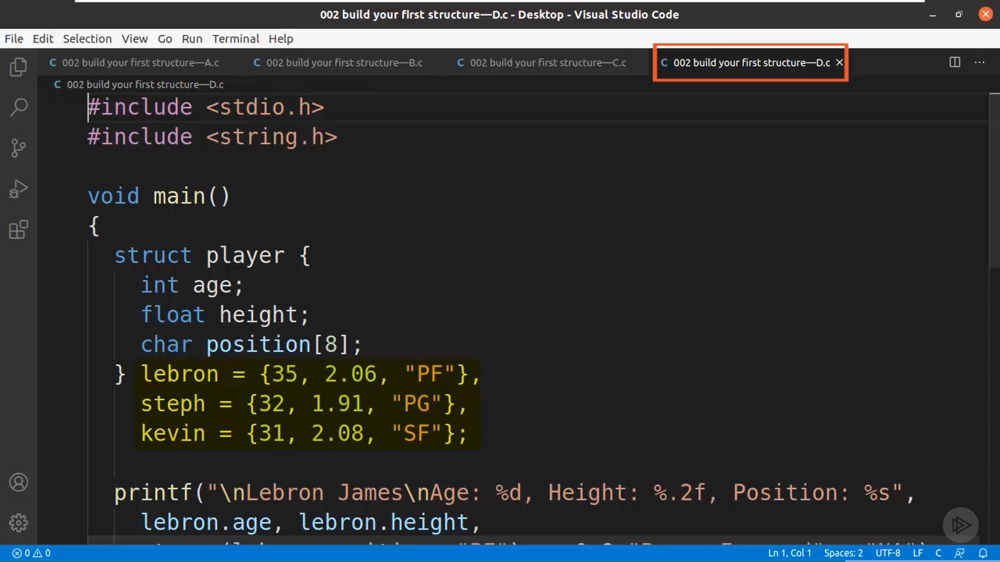 002 build your first structure—D.c - Desktop - Visual Studio Code
File Edit Selection View Go Run Terminal Help
C 002 build your first structure—A.c C 002 build your first structure—B.c C 002 build your first structure—C.c C 002 build your first structure—D.c
C 002 build your first structure—D.c
#include <stdio.h>
#include <string.h>
void main()
{
struct player {
int age;
float height;
char position[8];
} lebron = {35, 2.06, "PF"},
steph = {32, 1.91, "PG"},
kevin = {31, 2.08, "SF"};
printf("\nLebron James\nAge: %d, Height: %.2f, Position: %s",
lebron.age, lebron.height,
0 0 Ln 1, Col 1 Spaces: 2 UTF-8 LF C